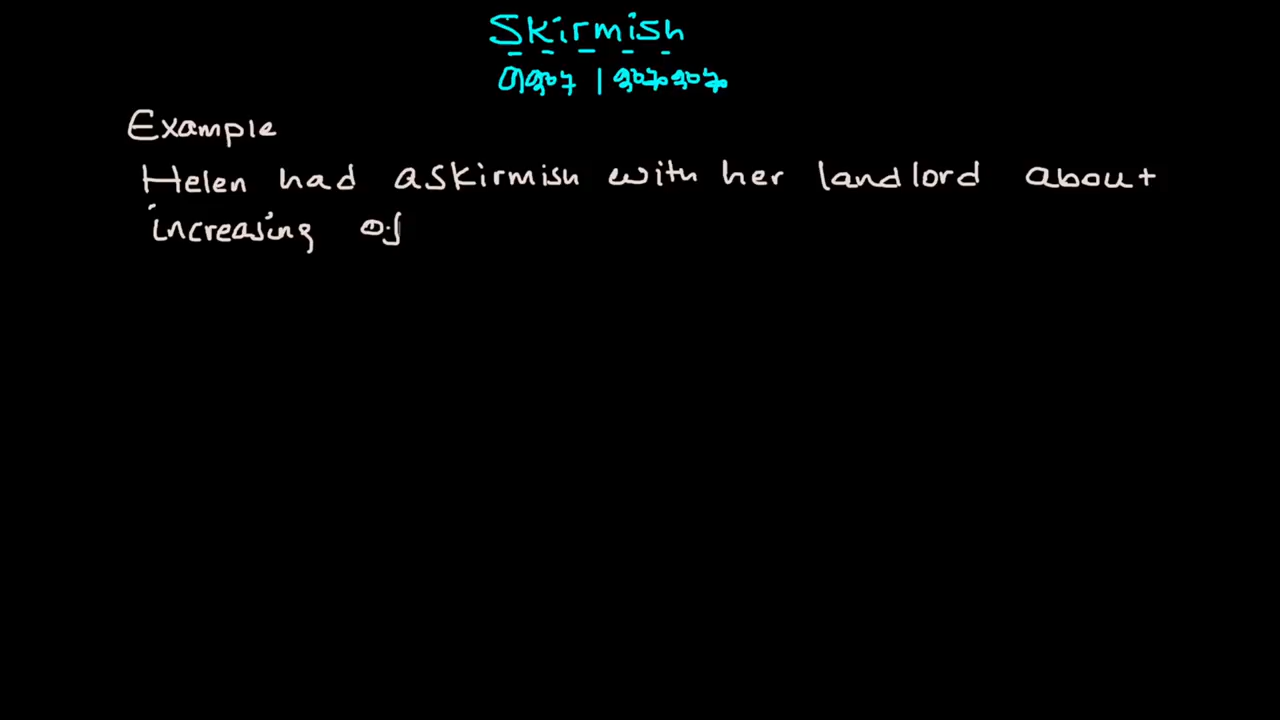 Skirmish
Example
Helen had askirmish with her landlord about
increasing of